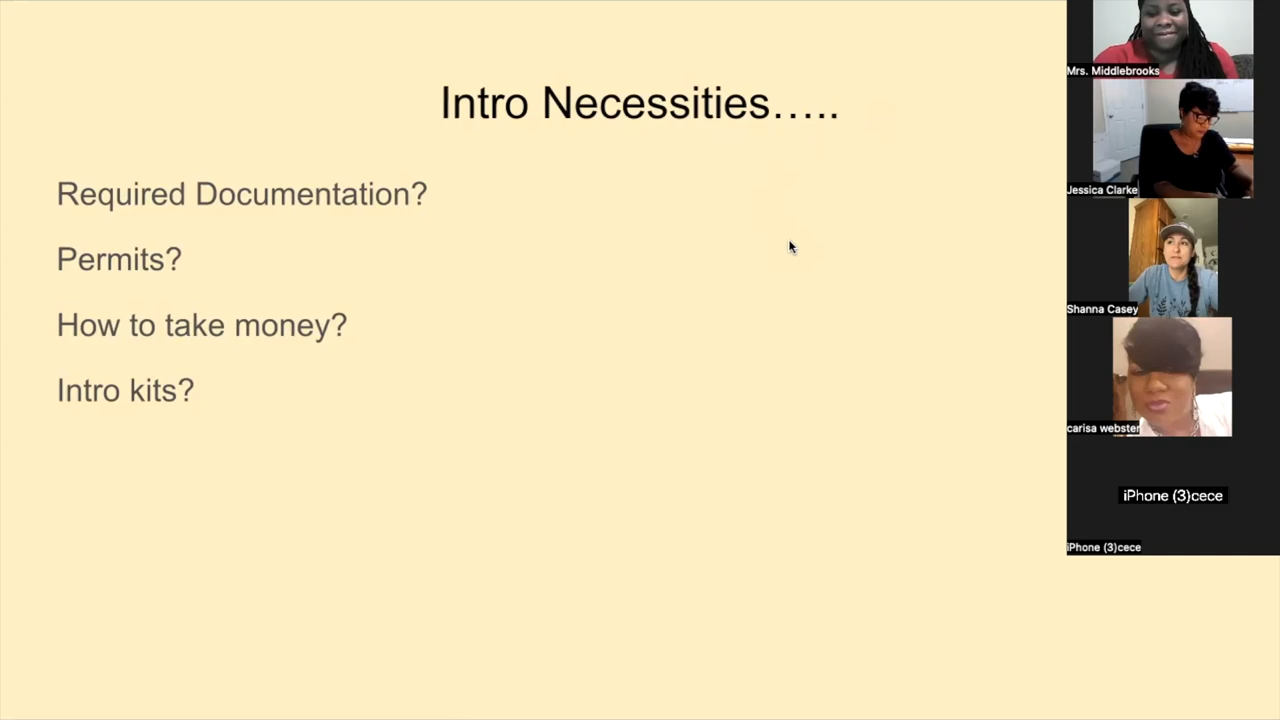 Intro Necessities…..
Required Documentation?
Permits?
How to take money?
Intro kits?
Mrs. Middlebrooks
Jessica Clarke
Shanna Casey
carisa webster
iPhone (3)cece
iPhone (3)cece